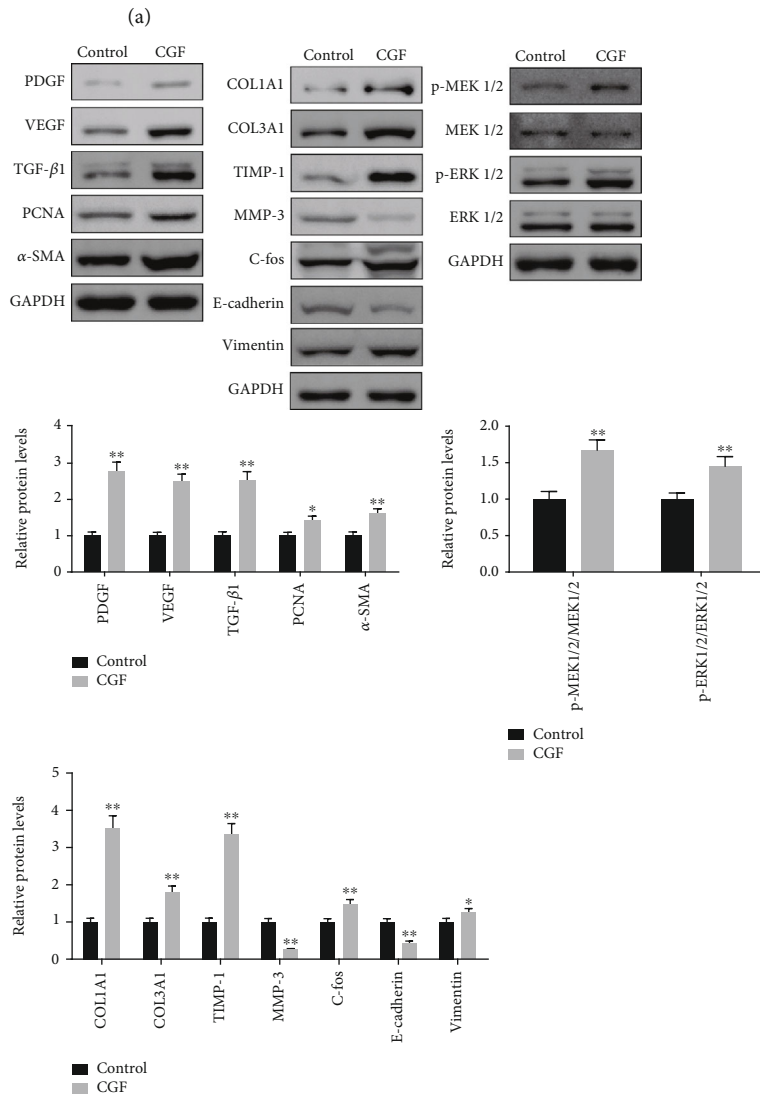 (a)
Control CGF
PDGF
VEGF
TGF-β1
PCNA
α-SMA
GAPDH
Control CGF
COL1A1
COL3A1
TIMP-1
MMP-3
C-fos
E-cadherin
Vimentin
GAPDH
Control CGF
p-MEK 1/2
MEK 1/2
p-ERK 1/2
ERK 1/2
GAPDH
Relative protein levels
4
3
2
1
0
** ** ** * **
PDGF
VEGF
TGF-β1
PCNA
α-SMA
Control
CGF
Relative protein levels
2.0
1.5
1.0
0.5
0.0
** **
p-MEK1/2/MEK1/2
p-ERK1/2/ERK1/2
Control
CGF
Relative protein levels
5
4
3
2
1
0
** ** ** ** ** ** *
COL1A1
COL3A1
TIMP-1
MMP-3
C-fos
E-cadherin
Vimentin
Control
CGF